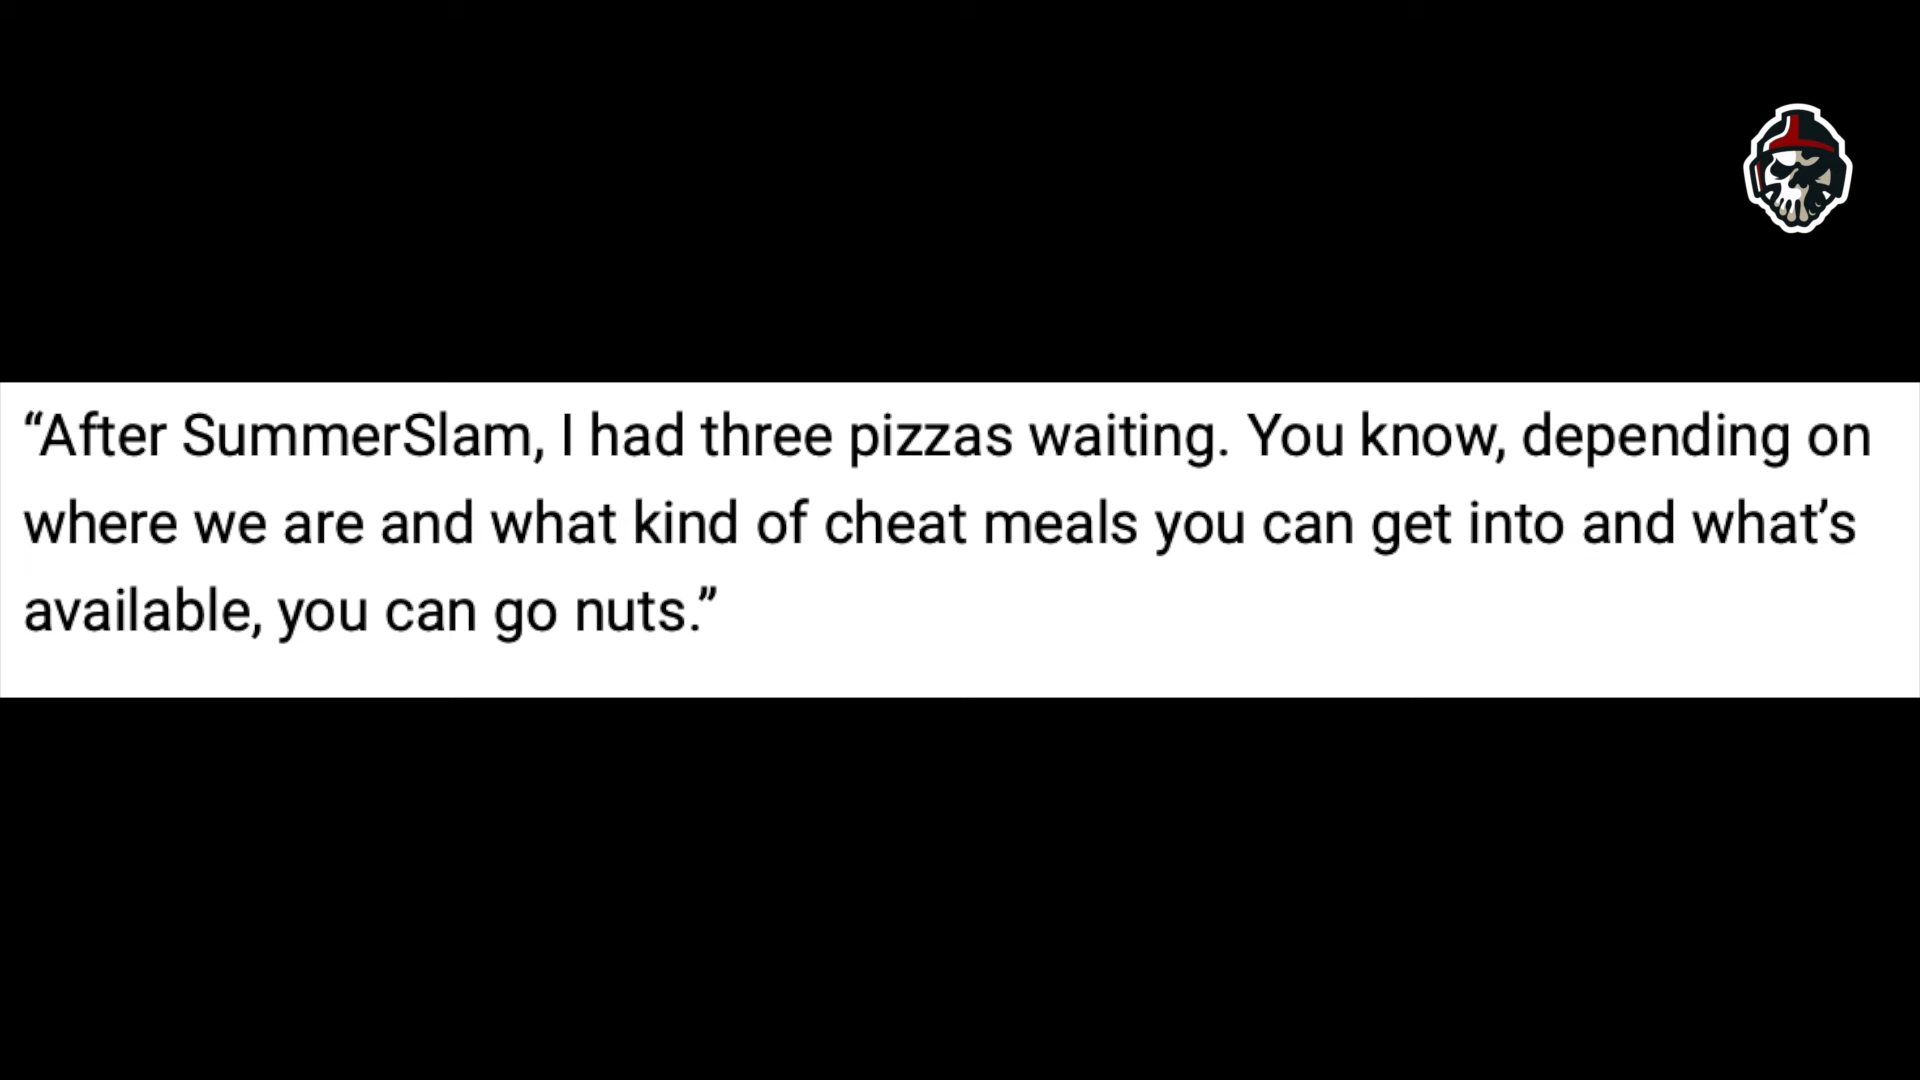 “After SummerSlam, I had three pizzas waiting. You know, depending on
where we are and what kind of cheat meals you can get into and what’s
available, you can go nuts.”